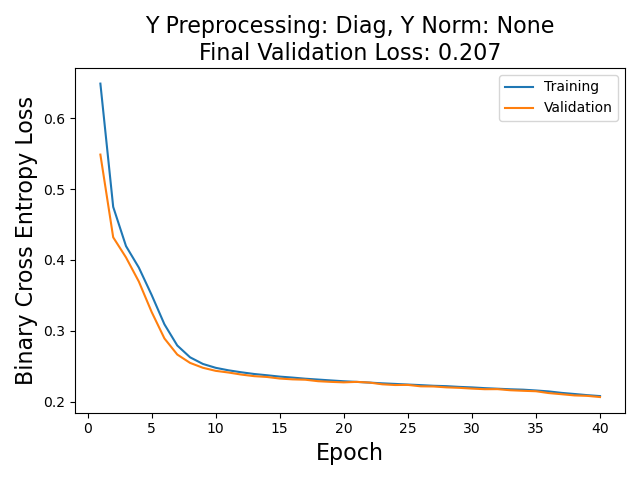 Y Preprocessing: Diag, Y Norm: None
Final Validation Loss: 0.207
Training
Validation
Binary Cross Entropy Loss
0.6
0.5
0.4
0.3
0.2
0 5 10 15 20 25 30 35 40
Epoch